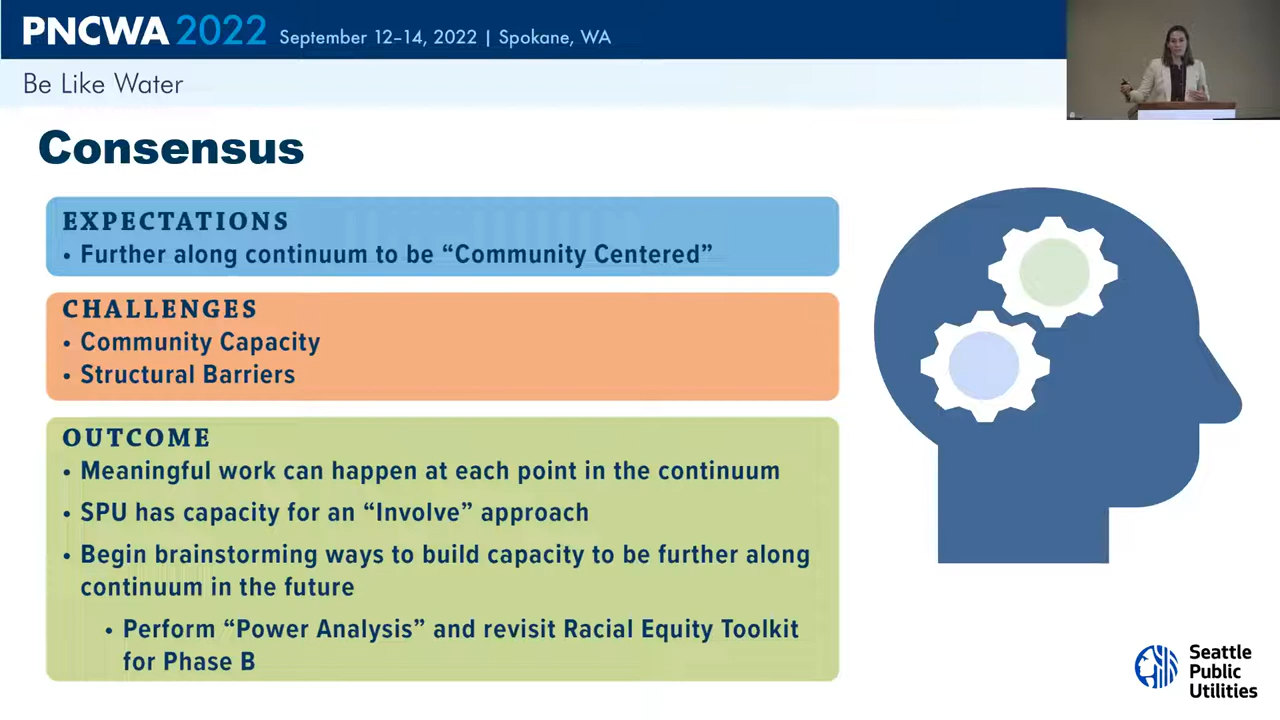 PNCWA 2022 September 12–14, 2022 | Spokane, WA
Be Like Water
Consensus
EXPECTATIONS
• Further along continuum to be “Community Centered”
CHALLENGES
• Community Capacity
• Structural Barriers
OUTCOME
• Meaningful work can happen at each point in the continuum
• SPU has capacity for an “Involve” approach
• Begin brainstorming ways to build capacity to be further along
continuum in the future
• Perform “Power Analysis” and revisit Racial Equity Toolkit
for Phase B
Seattle
Public
Utilities